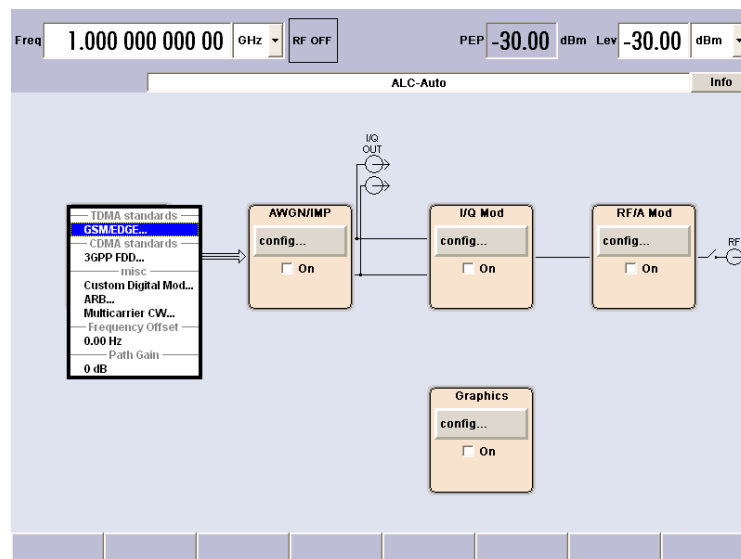 Freq 1.000 000 000 00 GHz RF OFF PEP -30.00 dBm Lev -30.00 dBm
ALC-Auto Info
I/Q
OUT
TDMA standards
GSM/EDGE...
CDMA standards
3GPP FDD...
misc
Custom Digital Mod...
ARB...
Multicarrier CW...
Frequency Offset
0.00 Hz
Path Gain
0 dB
AWGN/IMP
config...
On
I/Q Mod
config...
On
RF/A Mod
config...
On
RF
Graphics
config...
On